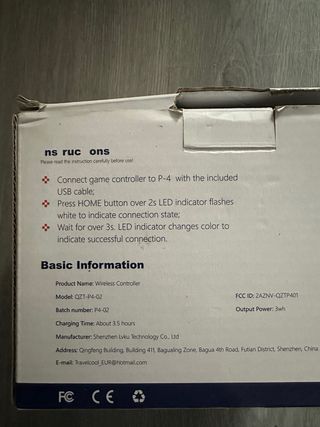 ns ruc ons
Please read the instruction carefully before use!
Connect game controller to P-4 with the included
USB cable;
Press HOME button over 2s LED indicator flashes
white to indicate connection state;
Wait for over 3s. LED indicator changes color to
indicate successful connection.
Basic Information
Product Name: Wireless Controller
Model: QZT-P4-02
FCC ID: 2AZNV-QZTP401
Batch number: P4-02
Output Power: 3wh
Charging Time: About 3.5 hours
Manufacturer: Shenzhen Lvku Technology Co., Ltd
Address: Qingfeng Building, Building 411, Bagualing Zone, Bagua 4th Road, Futian District, Shenzhen, China
E-mail: Travelcool_EUR@Hotmail.com
FC CE